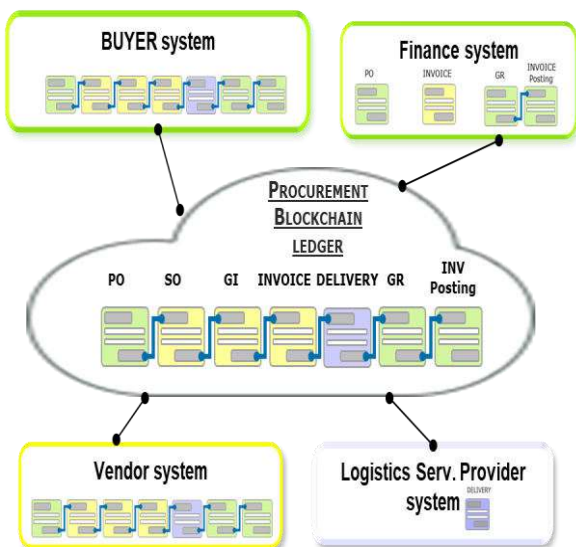 BUYER system
Finance system
PO
INVOICE
GR
INVOICE
Posting
PROCUREMENT
BLOCKCHAIN
LEDGER
PO
SO
GI
INVOICE
DELIVERY
GR
INV
Posting
Vendor system
Logistics Serv. Provider
system
DELIVERY